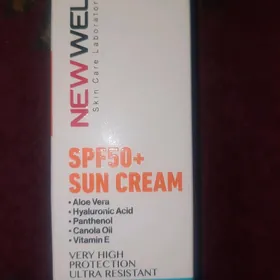 NEWWEL
Skin Care Laborator
SPF50+
SUN CREAM
• Aloe Vera
• Hyaluronic Acid
• Panthenol
• Canola Oil
• Vitamin E
VERY HIGH
PROTECTION
ULTRA RESISTANT